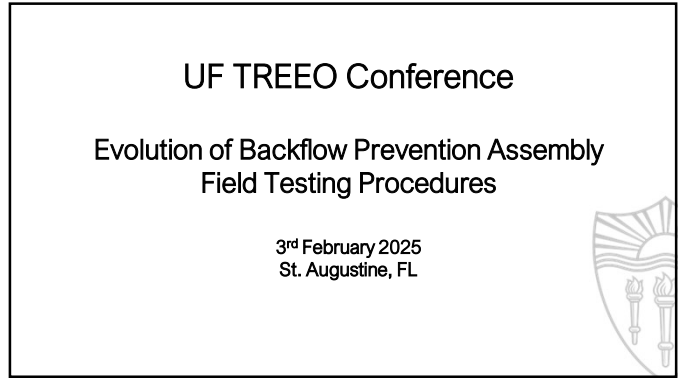 UF TREEO Conference
Evolution of Backflow Prevention Assembly
Field Testing Procedures
3rd February 2025
St. Augustine, FL